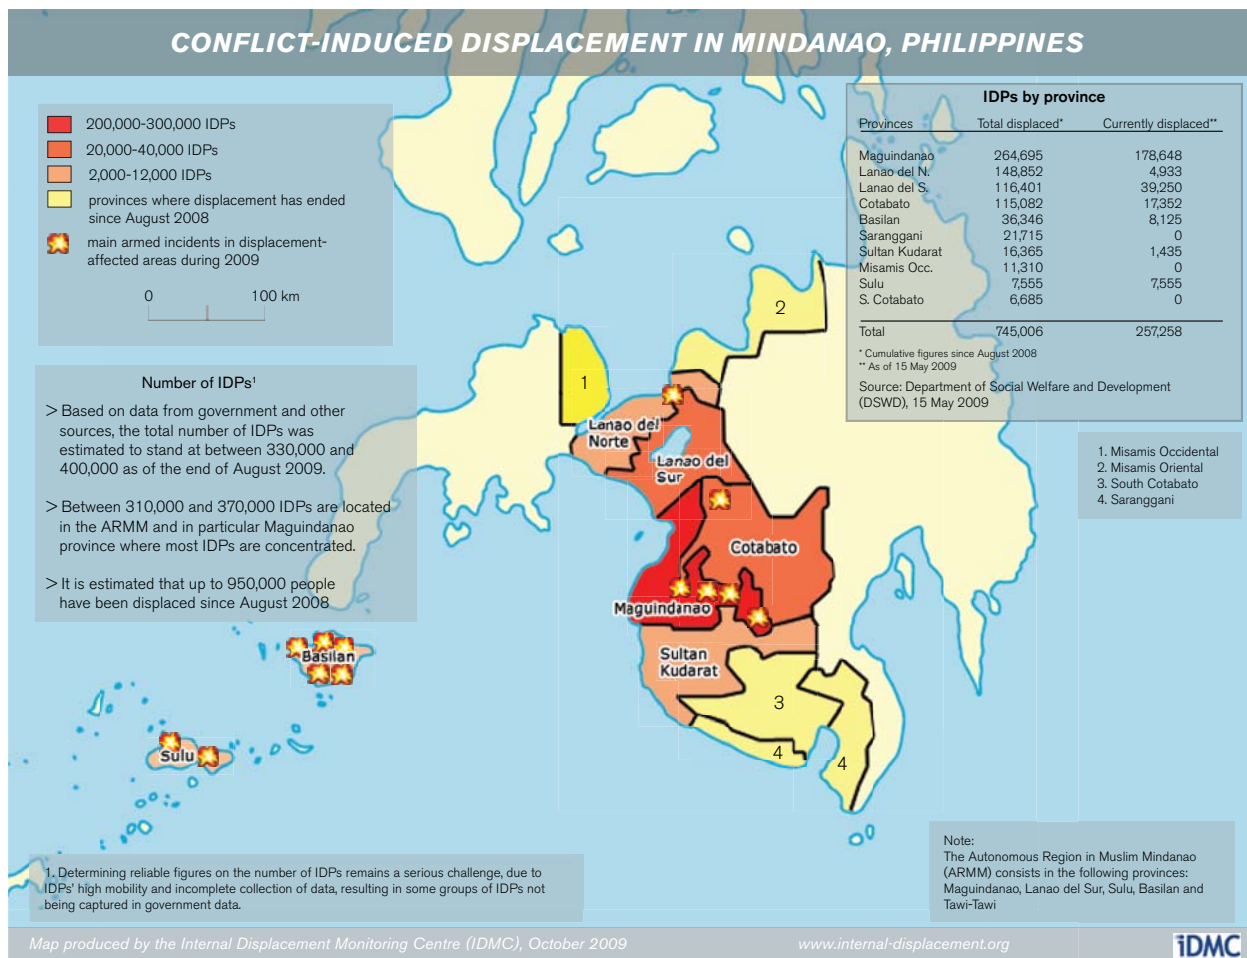 CONFLICT-INDUCED DISPLACEMENT IN MINDANAO, PHILIPPINES
200,000-300,000 IDPs
20,000-40,000 IDPs
2,000-12,000 IDPs
provinces where displacement has ended
since August 2008
main armed incidents in displacement-
affected areas during 2009
0 100 km
Number of IDPs¹
> Based on data from government and other
sources, the total number of IDPs was
estimated to stand at between 330,000 and
400,000 as of the end of August 2009.
> Between 310,000 and 370,000 IDPs are located
in the ARMM and in particular Maguindanao
province where most IDPs are concentrated.
> It is estimated that up to 950,000 people
have been displaced since August 2008
IDPs by province
Provinces Total displaced* Currently displaced**
Maguindanao 264,695 178,648
Lanao del N. 148,852 4,933
Lanao del S. 116,401 39,250
Cotabato 115,082 17,352
Basilan 36,346 8,125
Saranggani 21,715 0
Sultan Kudarat 16,365 1,435
Misamis Occ. 11,310 0
Sulu 7,555 7,555
S. Cotabato 6,685 0
Total 745,006 257,258
* Cumulative figures since August 2008
** As of 15 May 2009
Source: Department of Social Welfare and Development
(DSWD), 15 May 2009
1. Misamis Occidental
2. Misamis Oriental
3. South Cotabato
4. Saranggani
2
1
Lanao del
Norte
Lanao del
Sur
Cotabato
Maguindanao
Sultan
Kudarat
3
4
4
Basilan
Sulu
1. Determining reliable figures on the number of IDPs remains a serious challenge, due to
IDPs' high mobility and incomplete collection of data, resulting in some groups of IDPs not
being captured in government data.
Note:
The Autonomous Region in Muslim Mindanao
(ARMM) consists in the following provinces:
Maguindanao, Lanao del Sur, Sulu, Basilan and
Tawi-Tawi
Map produced by the Internal Displacement Monitoring Centre (IDMC), October 2009
www.internal-displacement.org
iDMC